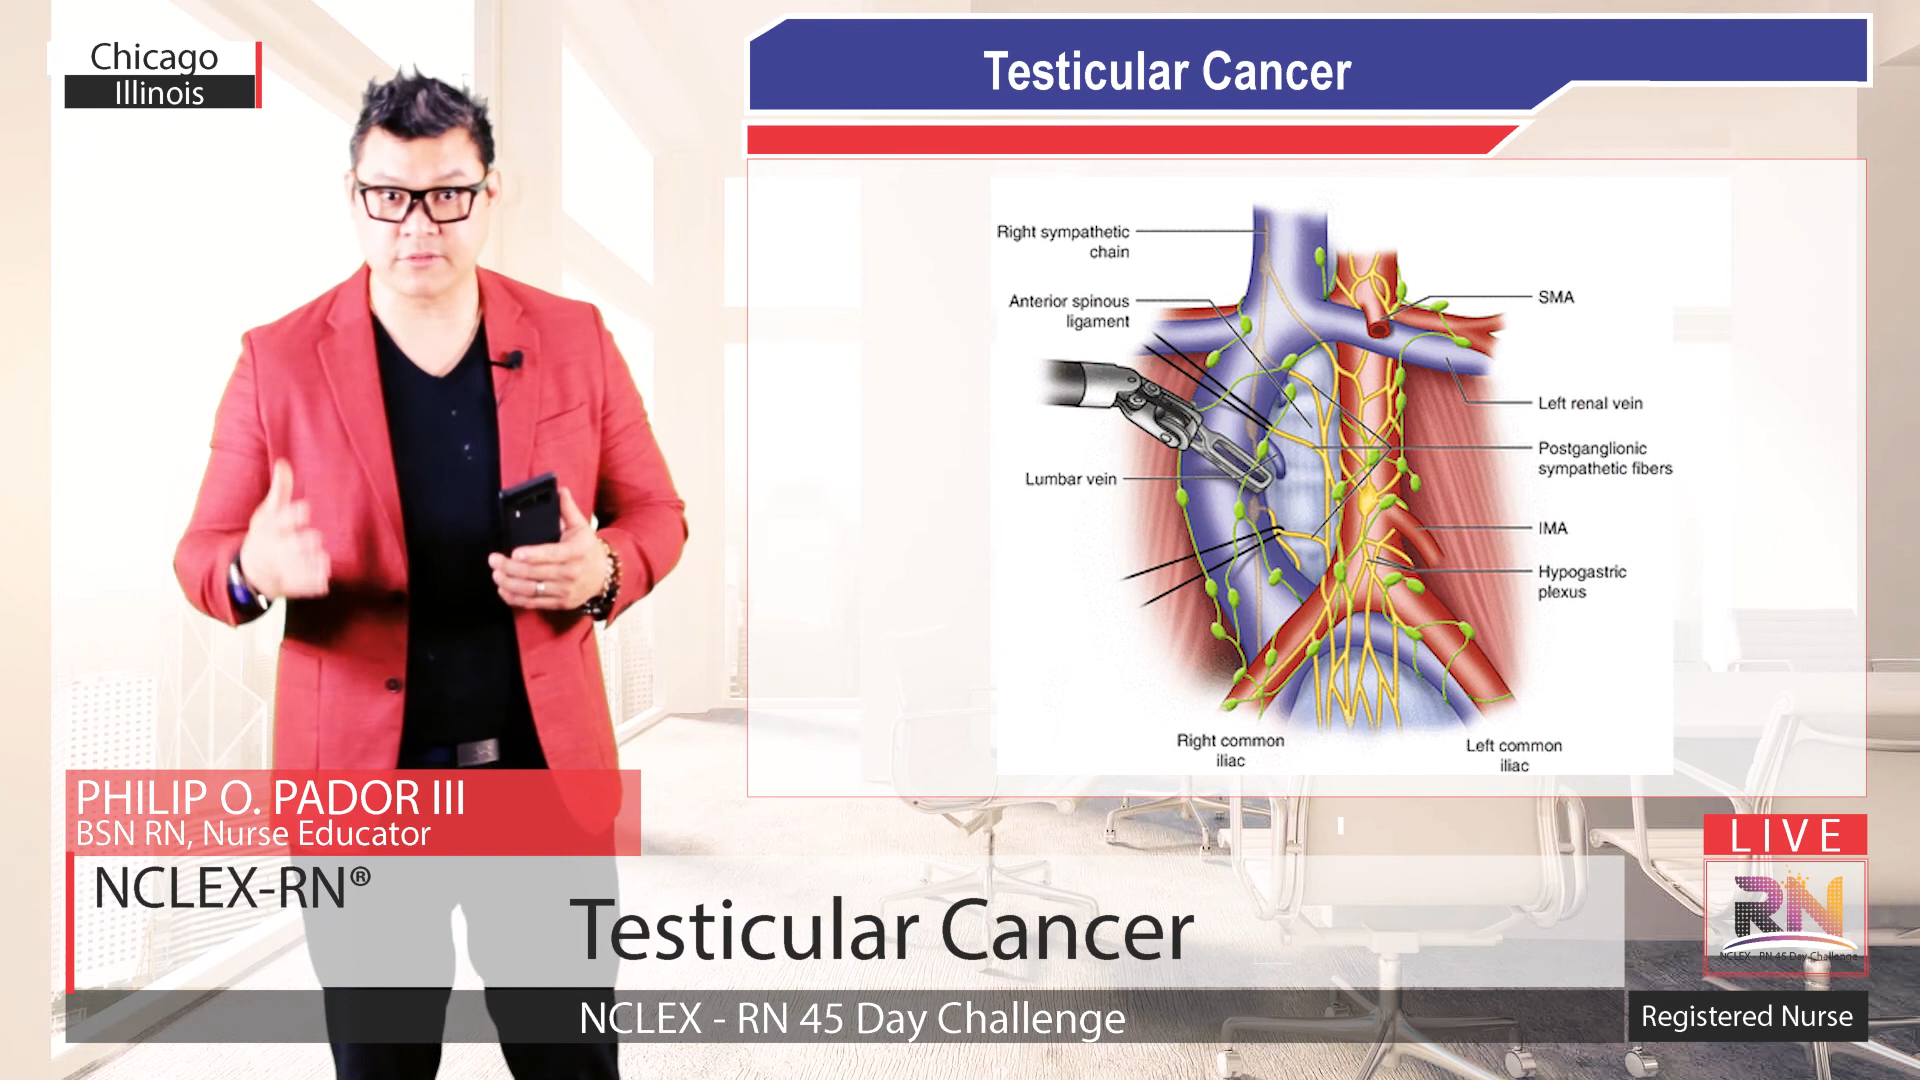 Chicago
Illinois
Testicular Cancer
Right sympathetic
chain
Anterior spinous
ligament
Lumbar vein
SMA
Left renal vein
Postganglionic
sympathetic fibers
IMA
Hypogastric
plexus
Right common
iliac
Left common
iliac
PHILIP O. PADOR III
BSN RN, Nurse Educator
NCLEX-RN®
Testicular Cancer
NCLEX - RN 45 Day Challenge
LIVE
RN
NCLEX - RN 45 Day Challenge
Registered Nurse